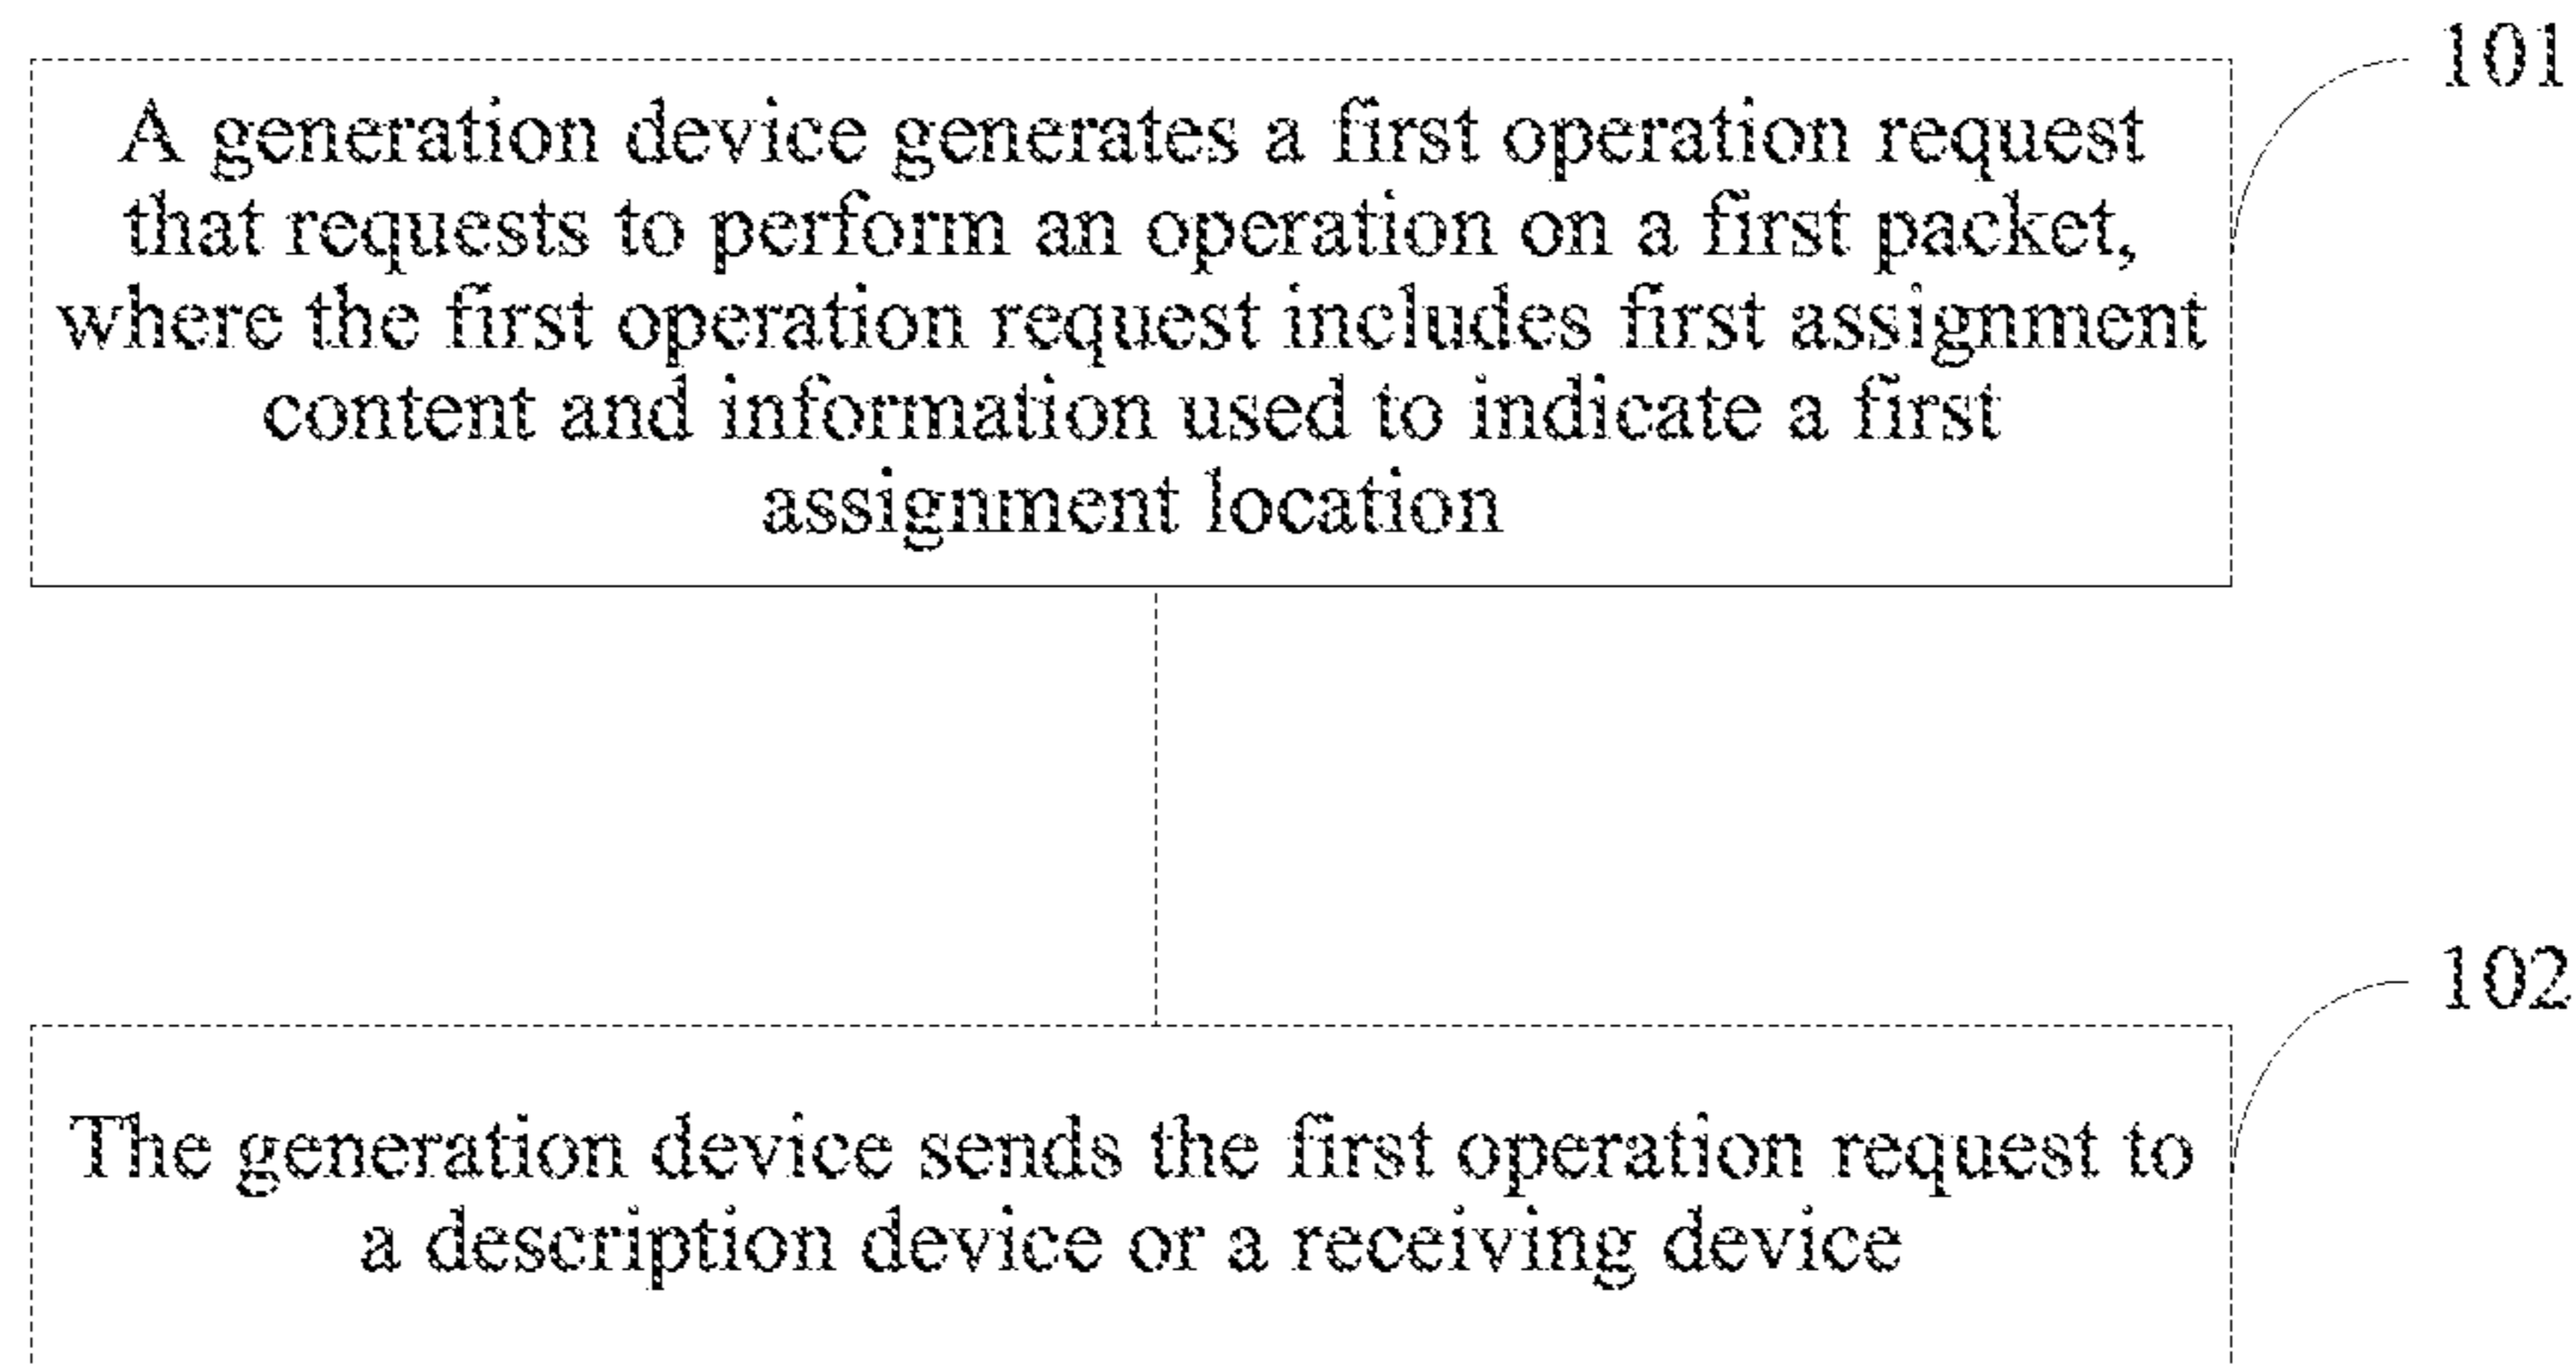 101
A generation device generates a first operation request
that requests to perform an operation on a first packet,
where the first operation request includes first assignment
content and information used to indicate a first
assignment location
102
The generation device sends the first operation request to
a description device or a receiving device